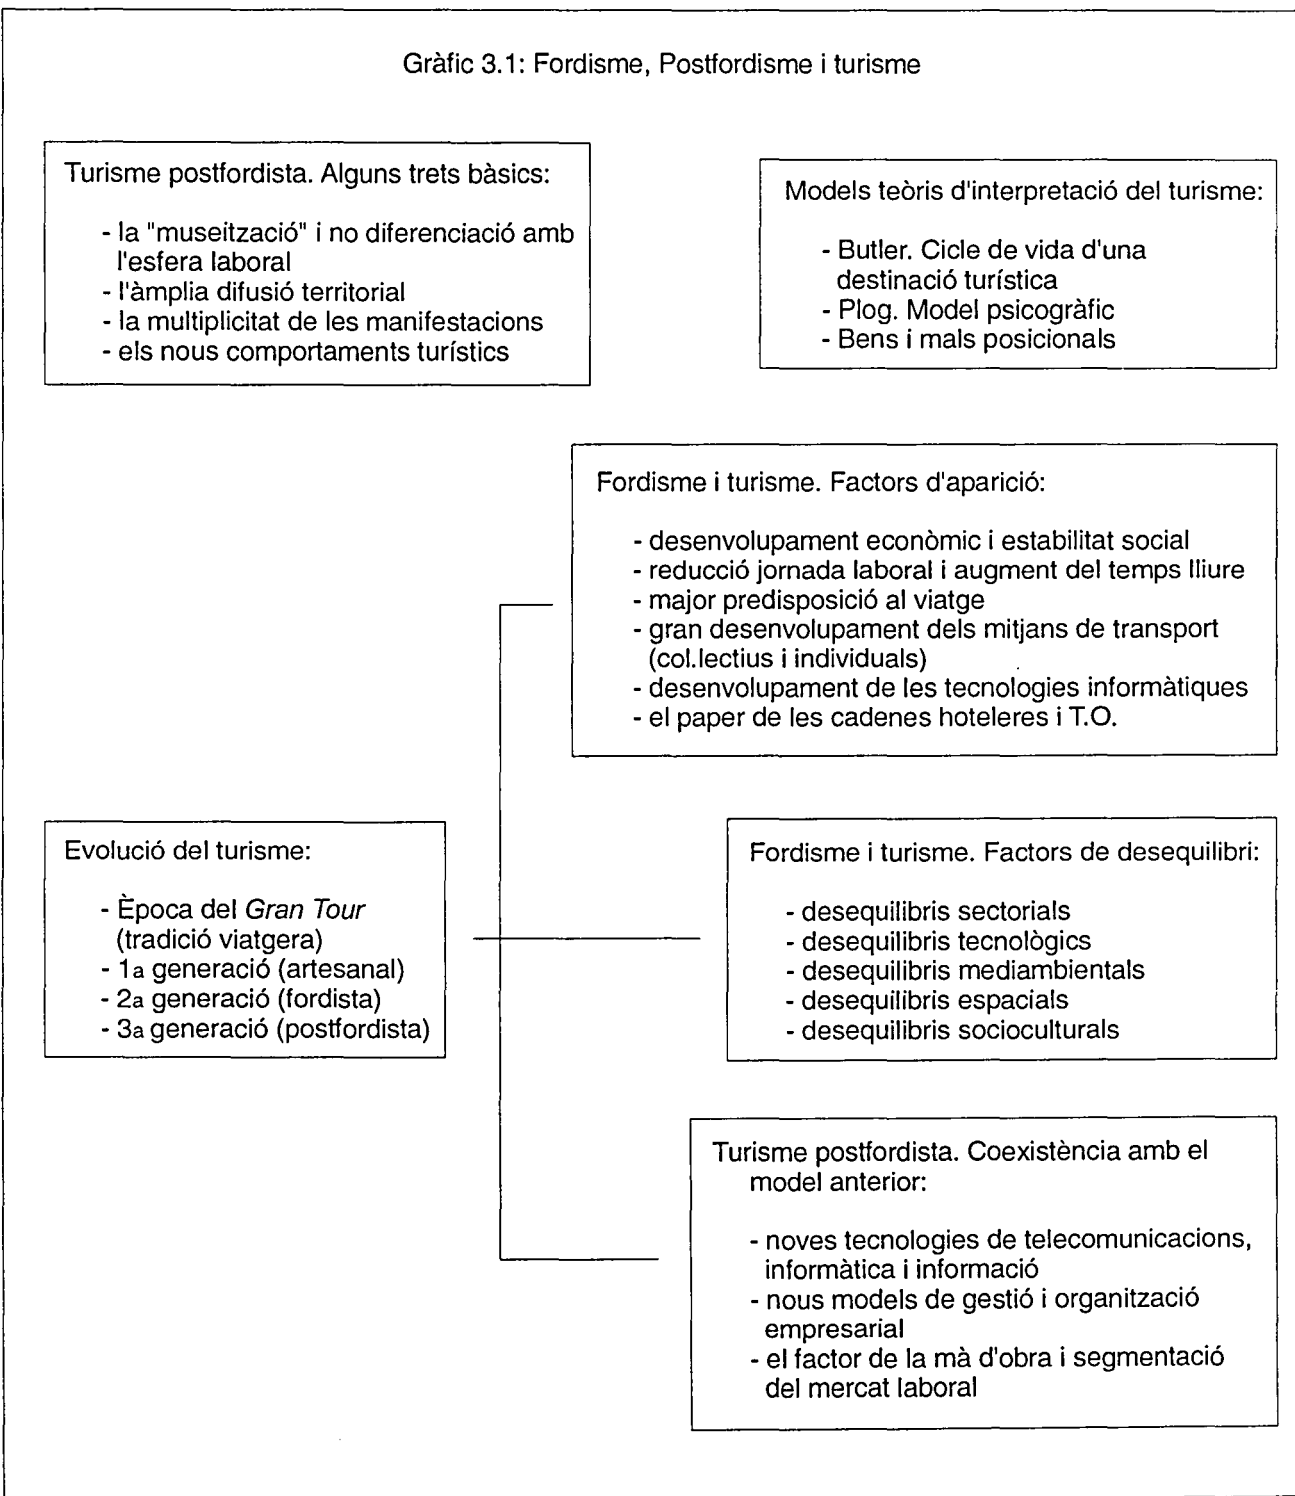 Gràfic 3.1: Fordisme, Postfordisme i turisme
Turisme postfordista. Alguns trets bàsics:
- la "museització" i no diferenciació amb
l'esfera laboral
- l'àmplia difusió territorial
- la multiplicitat de les manifestacions
- els nous comportaments turístics
Models teòris d'interpretació del turisme:
- Butler. Cicle de vida d'una
destinació turística
- Plog. Model psicogràfic
- Bens i mals posicionals
Fordisme i turisme. Factors d'aparició:
- desenvolupament econòmic i estabilitat social
- reducció jornada laboral i augment del temps lliure
- major predisposició al viatge
- gran desenvolupament dels mitjans de transport
(col.lectius i individuals)
- desenvolupament de les tecnologies informàtiques
- el paper de les cadenes hoteleres i T.O.
Evolució del turisme:
- Època del Gran Tour
(tradició viatgera)
- 1a generació (artesanal)
- 2a generació (fordista)
- 3a generació (postfordista)
Fordisme i turisme. Factors de desequilibri:
- desequilibris sectorials
- desequilibris tecnològics
- desequilibris mediambientals
- desequilibris espacials
- desequilibris socioculturals
Turisme postfordista. Coexistència amb el
model anterior:
- noves tecnologies de telecomunicacions,
informàtica i informació
- nous models de gestió i organització
empresarial
- el factor de la mà d'obra i segmentació
del mercat laboral